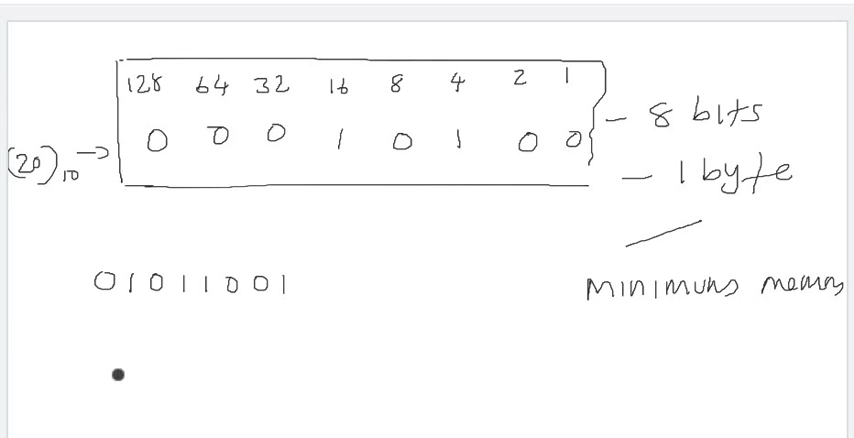 128 64 32 16 8 4 2 1
0 0 0 1 0 1 0 0 - 8 bits
(20)10 → - 1 byte
01011001
minimum memory